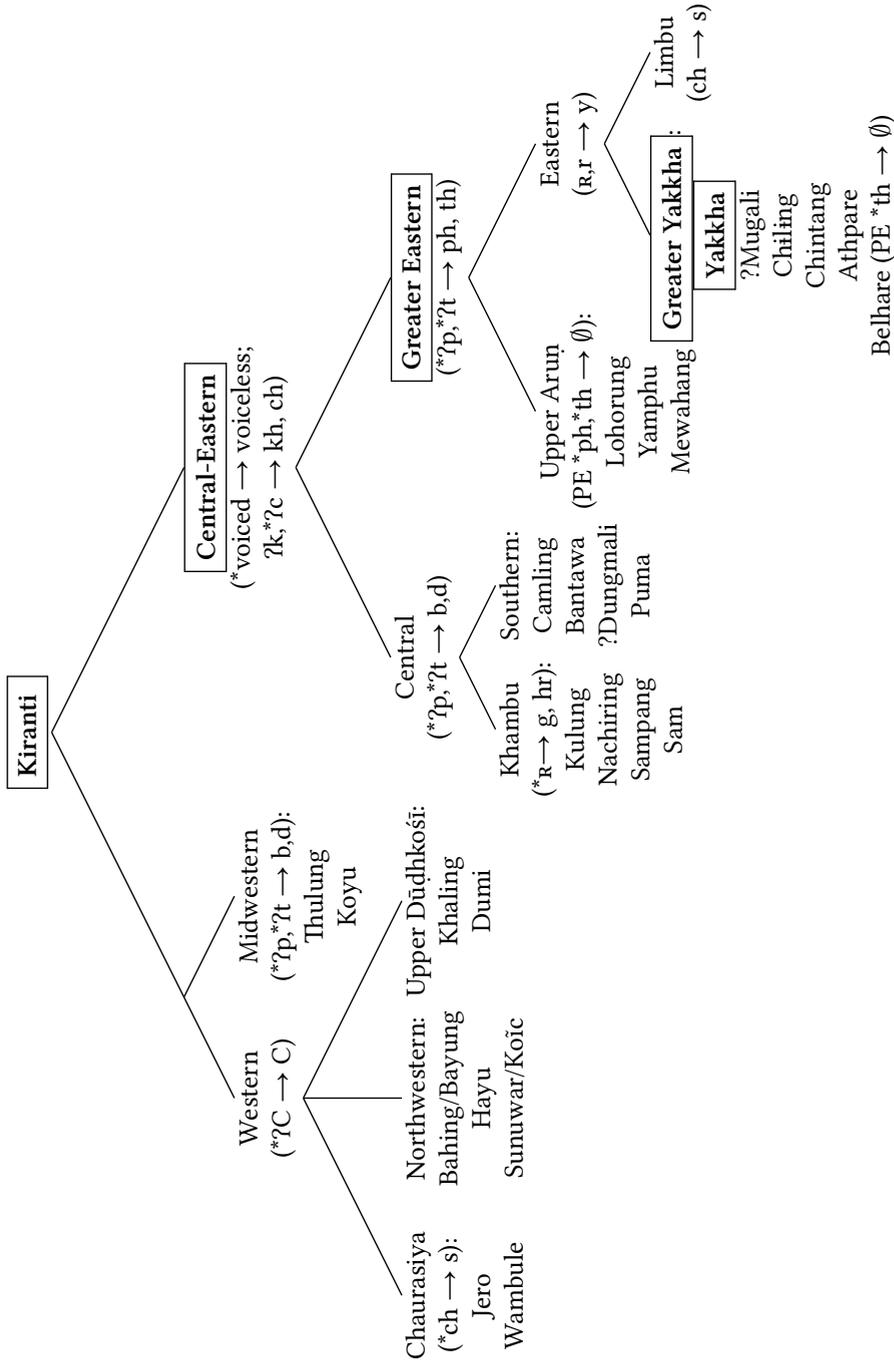 Kiranti
Central-Eastern
(*voiced → voiceless;
ʔk,*ʔc → kh, ch)
Western
(*ʔC → C)
Midwestern
(*ʔp,*ʔt → b,d):
Thulung
Koyu
Chaurasiya
(*ch → s):
Jero
Wambule
Northwestern:
Bahing/Bayung
Hayu
Sunuwar/Koĩc
Upper Dūḍhkośī:
Khaling
Dumi
Central
(*ʔp,*ʔt → b,d)
Greater Eastern
(*ʔp,*ʔt → ph, th)
Khambu
(*ʀ→ g, hr):
Kulung
Nachiring
Sampang
Sam
Southern:
Camling
Bantawa
?Dungmali
Puma
Upper Aruṇ
(PE *ph,*th → ∅):
Lohorung
Yamphu
Mewahang
Eastern
(ʀ,r → y)
Greater Yakkha :
Yakkha
?Mugali
Chɨlɨng
Chintang
Athpare
Belhare (PE *th → ∅)
Limbu
(ch → s)